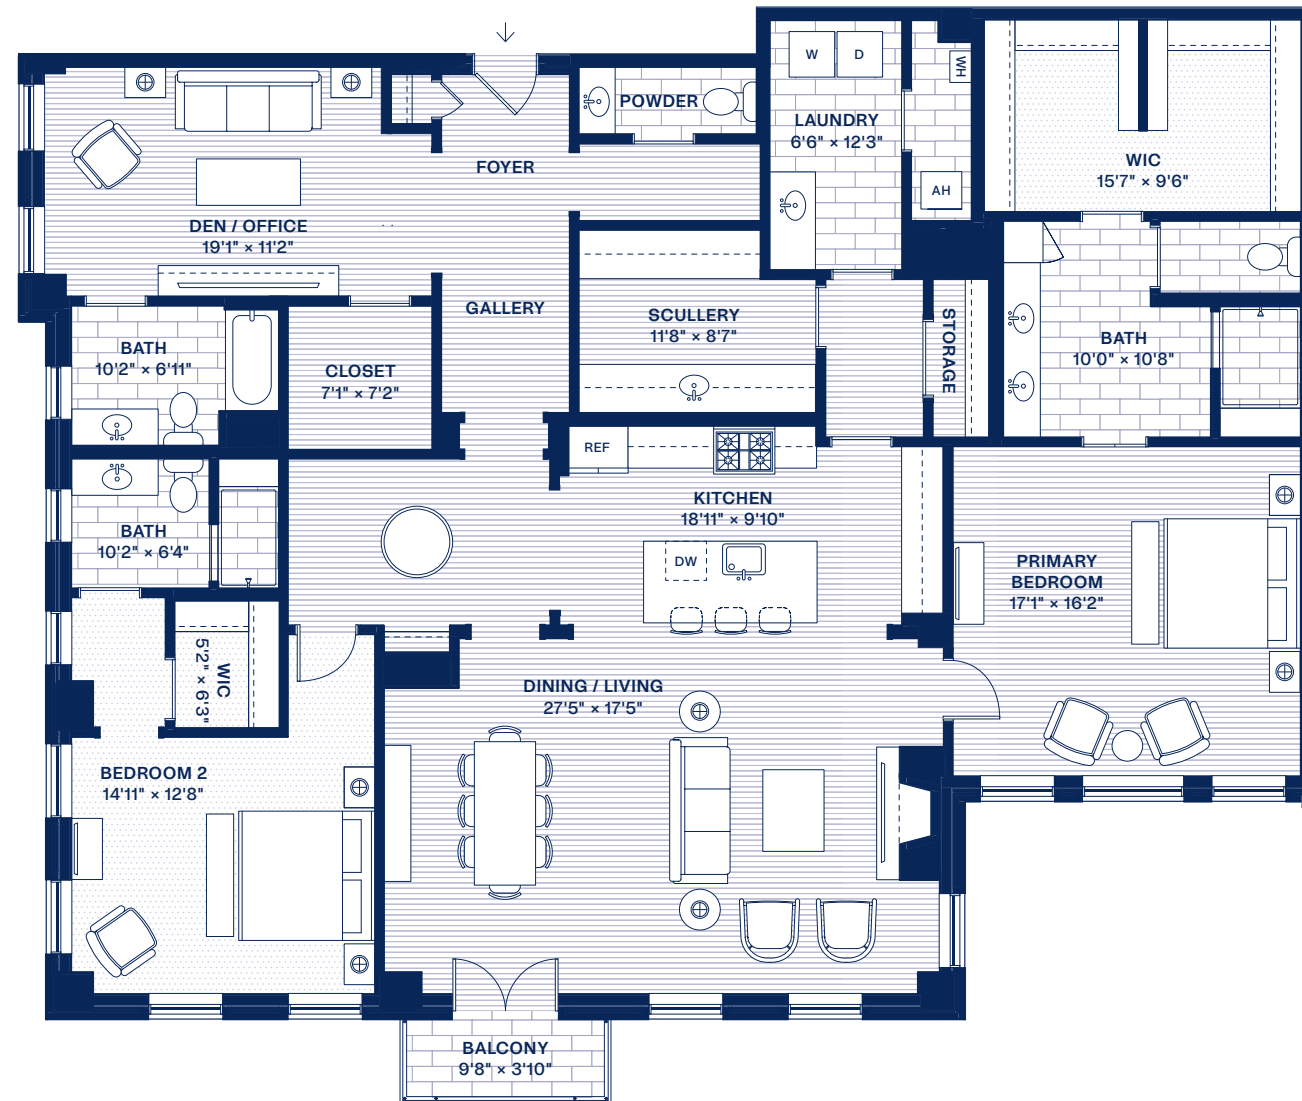 W
D
WH
POWDER
LAUNDRY
6'6" × 12'3"
WIC
15'7" × 9'6"
FOYER
AH
DEN / OFFICE
19'1" × 11'2"
GALLERY
SCULLERY
11'8" × 8'7"
STORAGE
BATH
10'0" × 10'8"
BATH
10'2" × 6'11"
CLOSET
7'1" × 7'2"
REF
KITCHEN
18'11" × 9'10"
BATH
10'2" × 6'4"
DW
PRIMARY
BEDROOM
17'1" × 16'2"
WIC
5'2" × 6'3"
DINING / LIVING
27'5" × 17'5"
BEDROOM 2
14'11" × 12'8"
BALCONY
9'8" × 3'10"